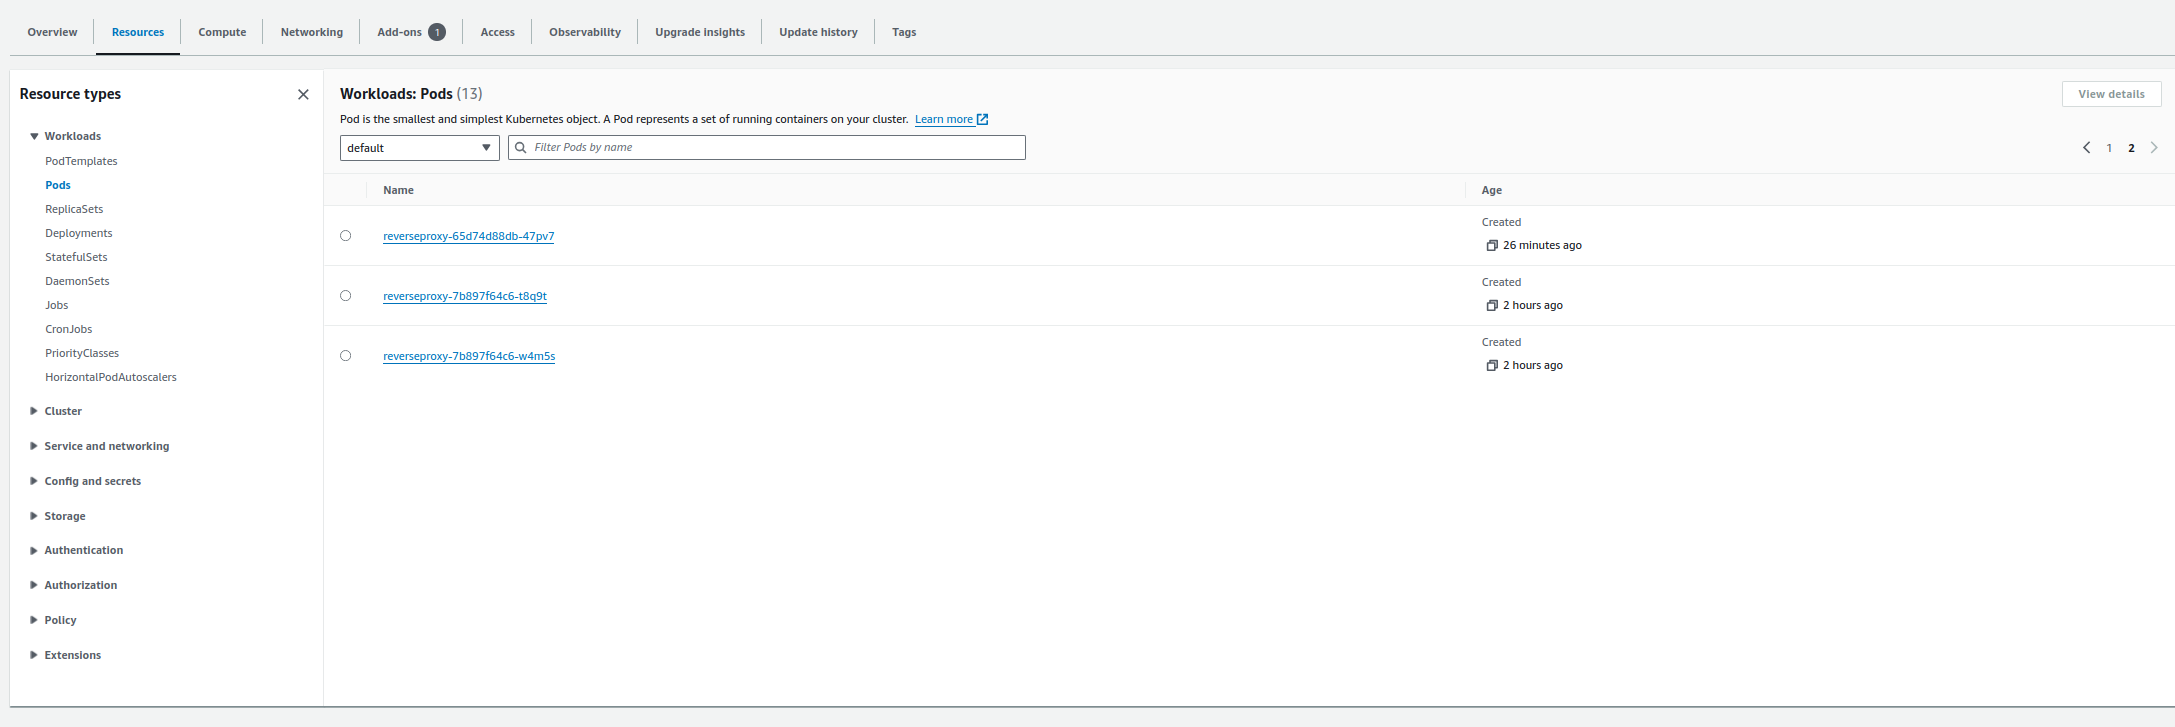 Overview Resources Compute Networking Add-ons 1 Access Observability Upgrade insights Update history Tags
Resource types
Workloads
PodTemplates
Pods
ReplicaSets
Deployments
StatefulSets
DaemonSets
Jobs
CronJobs
PriorityClasses
HorizontalPodAutoscalers
Cluster
Service and networking
Config and secrets
Storage
Authentication
Authorization
Policy
Extensions
Workloads: Pods (13)
View details
Pod is the smallest and simplest Kubernetes object. A Pod represents a set of running containers on your cluster. Learn more
default Filter Pods by name 1 2
Name Age
reverseproxy-65d74d88db-47pv7
Created
26 minutes ago
reverseproxy-7b897f64c6-t8q9t
Created
2 hours ago
reverseproxy-7b897f64c6-w4m5s
Created
2 hours ago